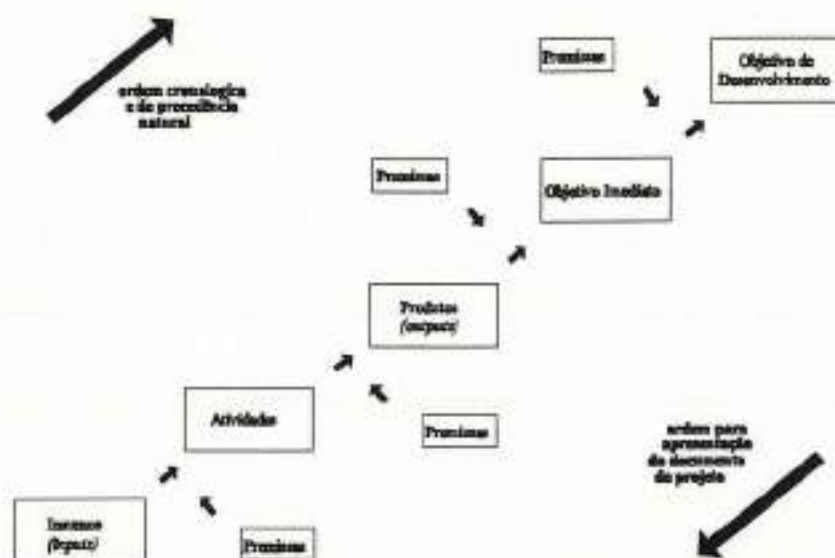 Premissas
Objetivo de
Desenvolvimento
ordem cronologica
e de precedência
natural
Premissas
Objetivo Imediato
Produtos
(outputs)
Atividades
Premissas
ordem para
apresentação
do documento
do projeto
Insumos
(Inputs)
Premissas